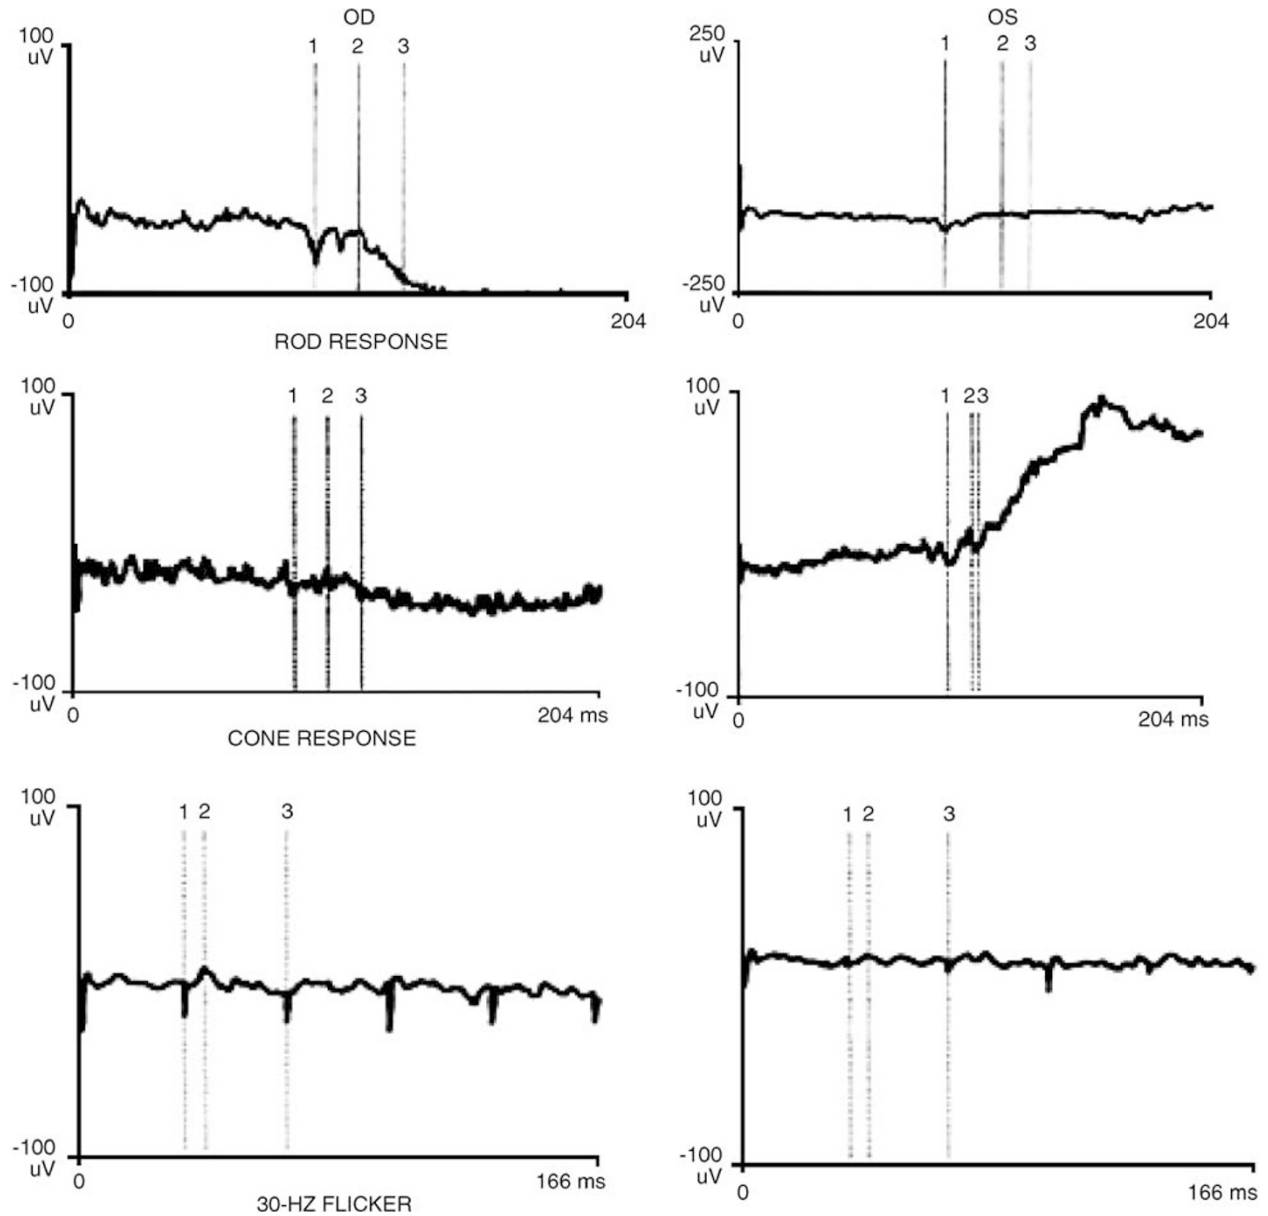 OD
100
uV
1 2 3
-100
uV
0 204
OS
250
uV
1 2 3
-250
uV
0 204
ROD RESPONSE
100
uV
1 2 3
-100
uV
0 204 ms
100
uV
1 2 3
-100
uV
0 204 ms
CONE RESPONSE
100
uV
1 2 3
-100
uV
0 166 ms
100
uV
1 2 3
-100
uV
0 166 ms
30-HZ FLICKER